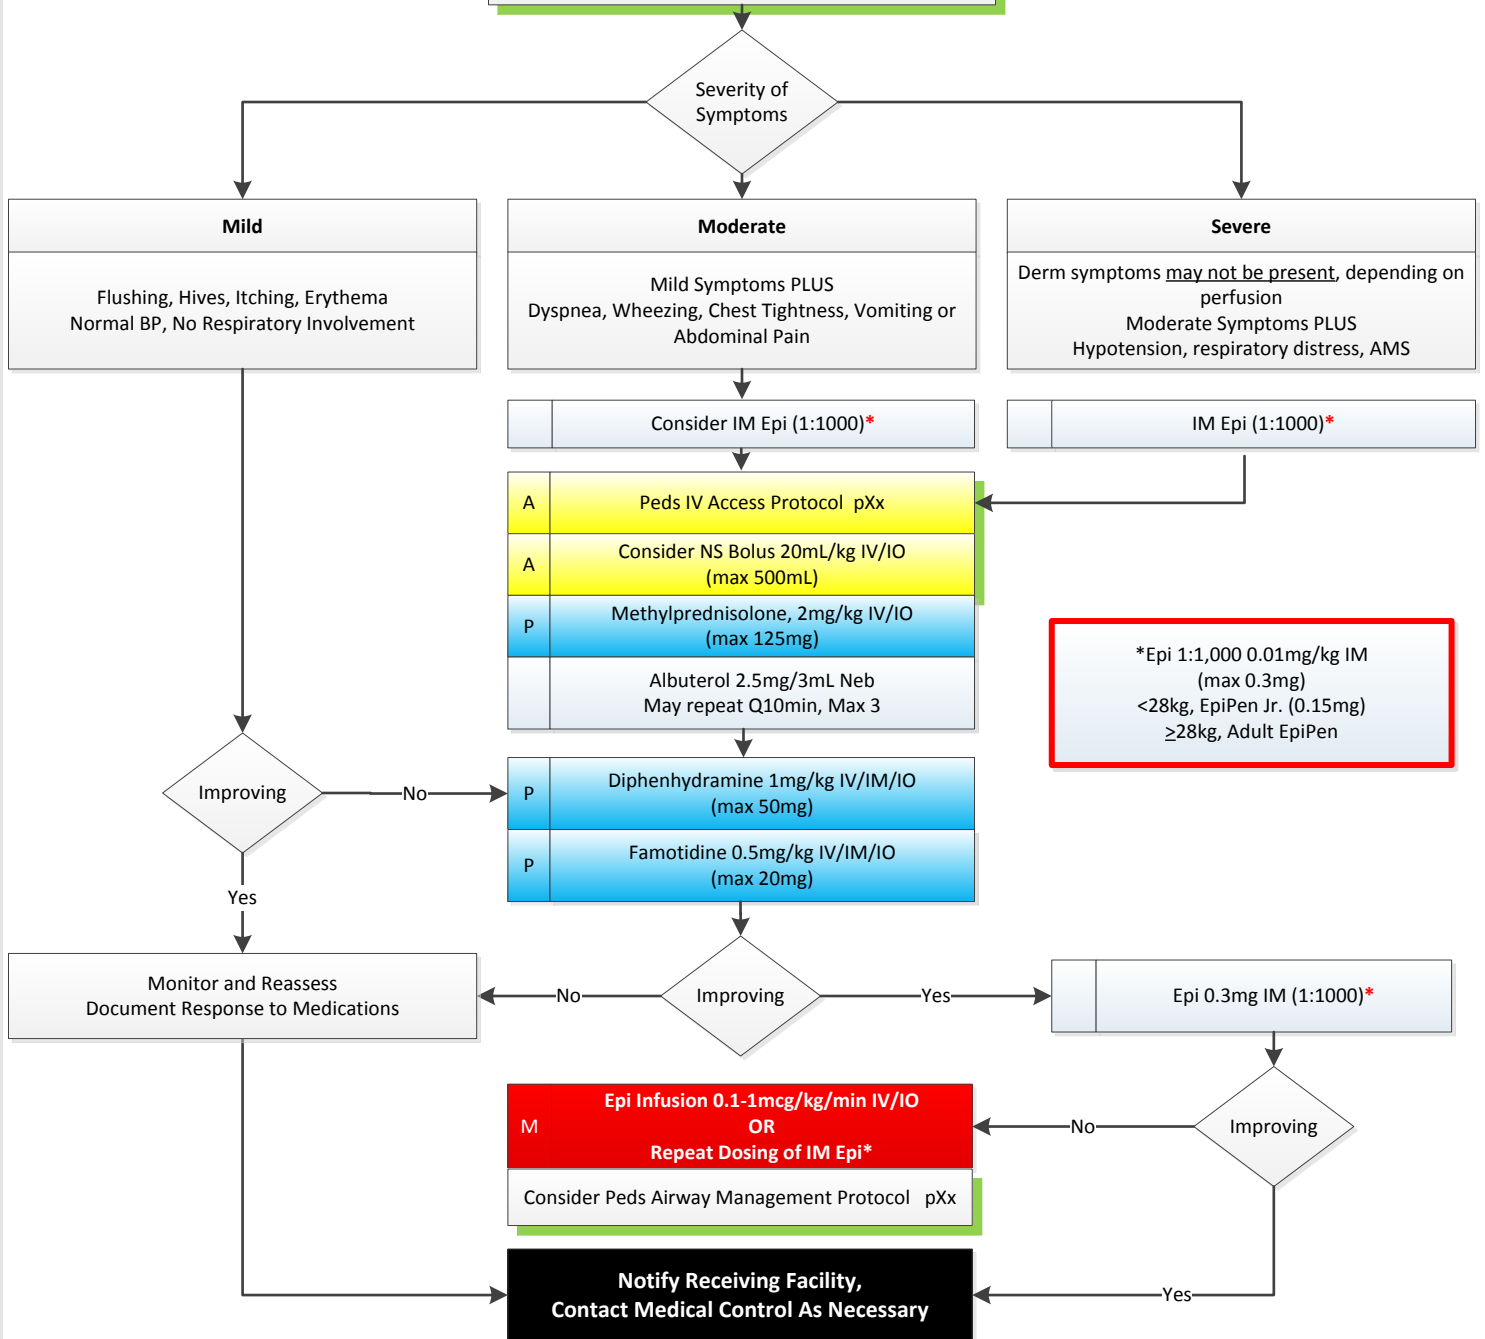 Severity of
Symptoms
Mild
Flushing, Hives, Itching, Erythema
Normal BP, No Respiratory Involvement
Moderate
Mild Symptoms PLUS
Dyspnea, Wheezing, Chest Tightness, Vomiting or
Abdominal Pain
Severe
Derm symptoms may not be present, depending on
perfusion
Moderate Symptoms PLUS
Hypotension, respiratory distress, AMS
Consider IM Epi (1:1000)*
IM Epi (1:1000)*
A Peds IV Access Protocol pXx
A Consider NS Bolus 20mL/kg IV/IO
(max 500mL)
P Methylprednisolone, 2mg/kg IV/IO
(max 125mg)
Albuterol 2.5mg/3mL Neb
May repeat Q10min, Max 3
*Epi 1:1,000 0.01mg/kg IM
(max 0.3mg)
<28kg, EpiPen Jr. (0.15mg)
≥28kg, Adult EpiPen
Improving
No
P Diphenhydramine 1mg/kg IV/IM/IO
(max 50mg)
P Famotidine 0.5mg/kg IV/IM/IO
(max 20mg)
Yes
Monitor and Reassess
Document Response to Medications
No
Improving
Yes
Epi 0.3mg IM (1:1000)*
M Epi Infusion 0.1-1mcg/kg/min IV/IO
OR
Repeat Dosing of IM Epi*
No
Improving
Consider Peds Airway Management Protocol pXx
Notify Receiving Facility,
Contact Medical Control As Necessary
Yes